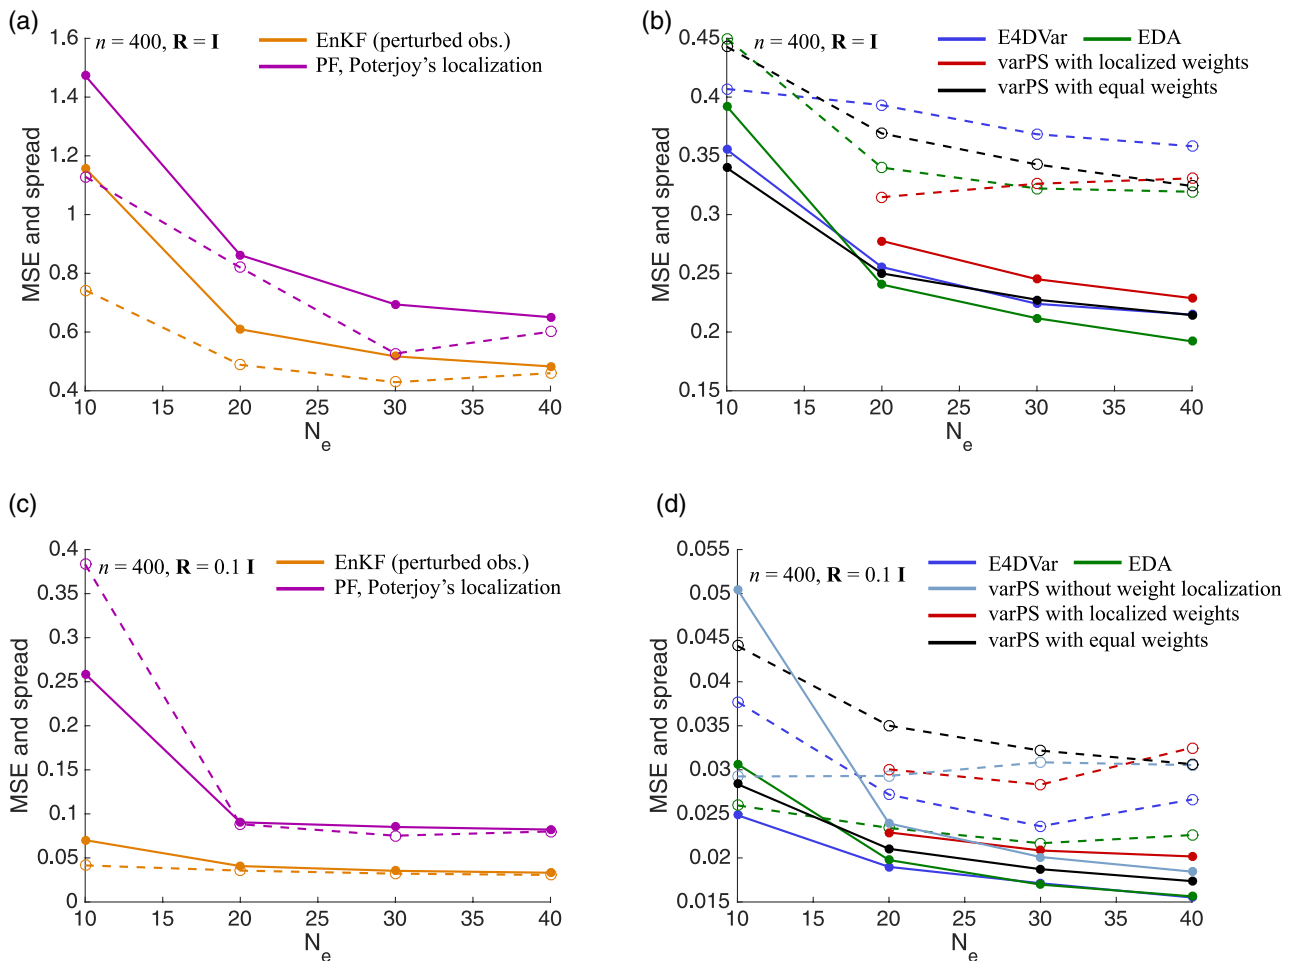 (a)
n = 400, R = I
EnKF (perturbed obs.)
PF, Poterjoy's localization
MSE and spread
1.6
1.4
1.2
1
0.8
0.6
0.4
10 15 20 25 30 35 40
N_e
(b)
n = 400, R = I
E4DVar EDA
varPS with localized weights
varPS with equal weights
MSE and spread
0.45
0.4
0.35
0.3
0.25
0.2
0.15
10 15 20 25 30 35 40
N_e
(c)
n = 400, R = 0.1 I
EnKF (perturbed obs.)
PF, Poterjoy's localization
MSE and spread
0.4
0.35
0.3
0.25
0.2
0.15
0.1
0.05
0
10 15 20 25 30 35 40
N_e
(d)
n = 400, R = 0.1 I
E4DVar EDA
varPS without weight localization
varPS with localized weights
varPS with equal weights
MSE and spread
0.055
0.05
0.045
0.04
0.035
0.03
0.025
0.02
0.015
10 15 20 25 30 35 40
N_e